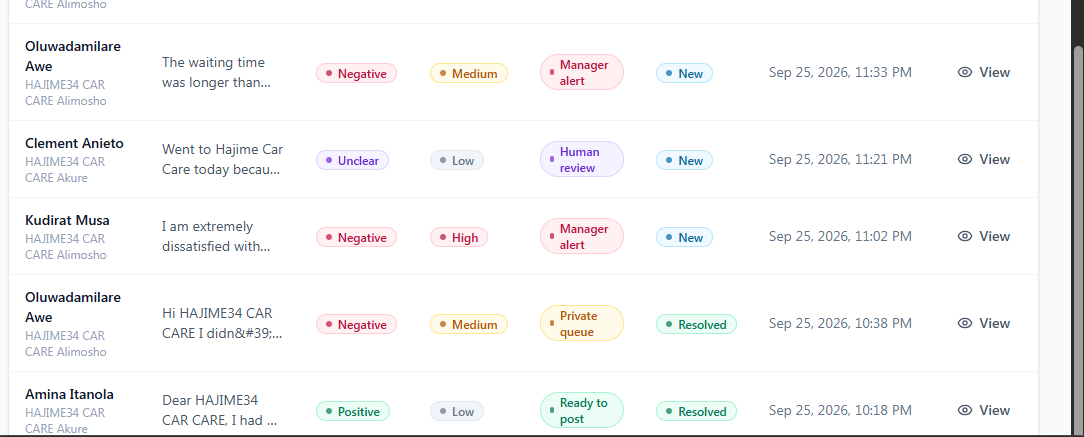 CARE Alimosho
Oluwadamilare
Awe
HAJIME34 CAR
CARE Alimosho
The waiting time
was longer than...
Negative
Medium
Manager
alert
New
Sep 25, 2026, 11:33 PM
View
Clement Anieto
HAJIME34 CAR
CARE Akure
Went to Hajime Car
Care today becau...
Unclear
Low
Human
review
New
Sep 25, 2026, 11:21 PM
View
Kudirat Musa
HAJIME34 CAR
CARE Alimosho
I am extremely
dissatisfied with...
Negative
High
Manager
alert
New
Sep 25, 2026, 11:02 PM
View
Oluwadamilare
Awe
HAJIME34 CAR
CARE Alimosho
Hi HAJIME34 CAR
CARE I didn&#39;...
Negative
Medium
Private
queue
Resolved
Sep 25, 2026, 10:38 PM
View
Amina Itanola
HAJIME34 CAR
CARE Akure
Dear HAJIME34
CAR CARE, I had ...
Positive
Low
Ready to
post
Resolved
Sep 25, 2026, 10:18 PM
View